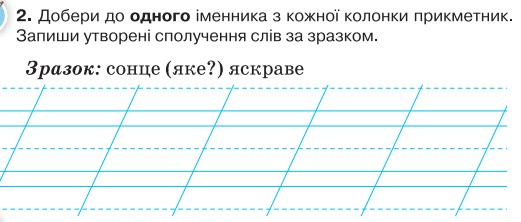 2. Добери до одного іменника з кожної колонки прикметник.
Запиши утворені сполучення слів за зразком.
Зразок: сонце (яке?) яскраве